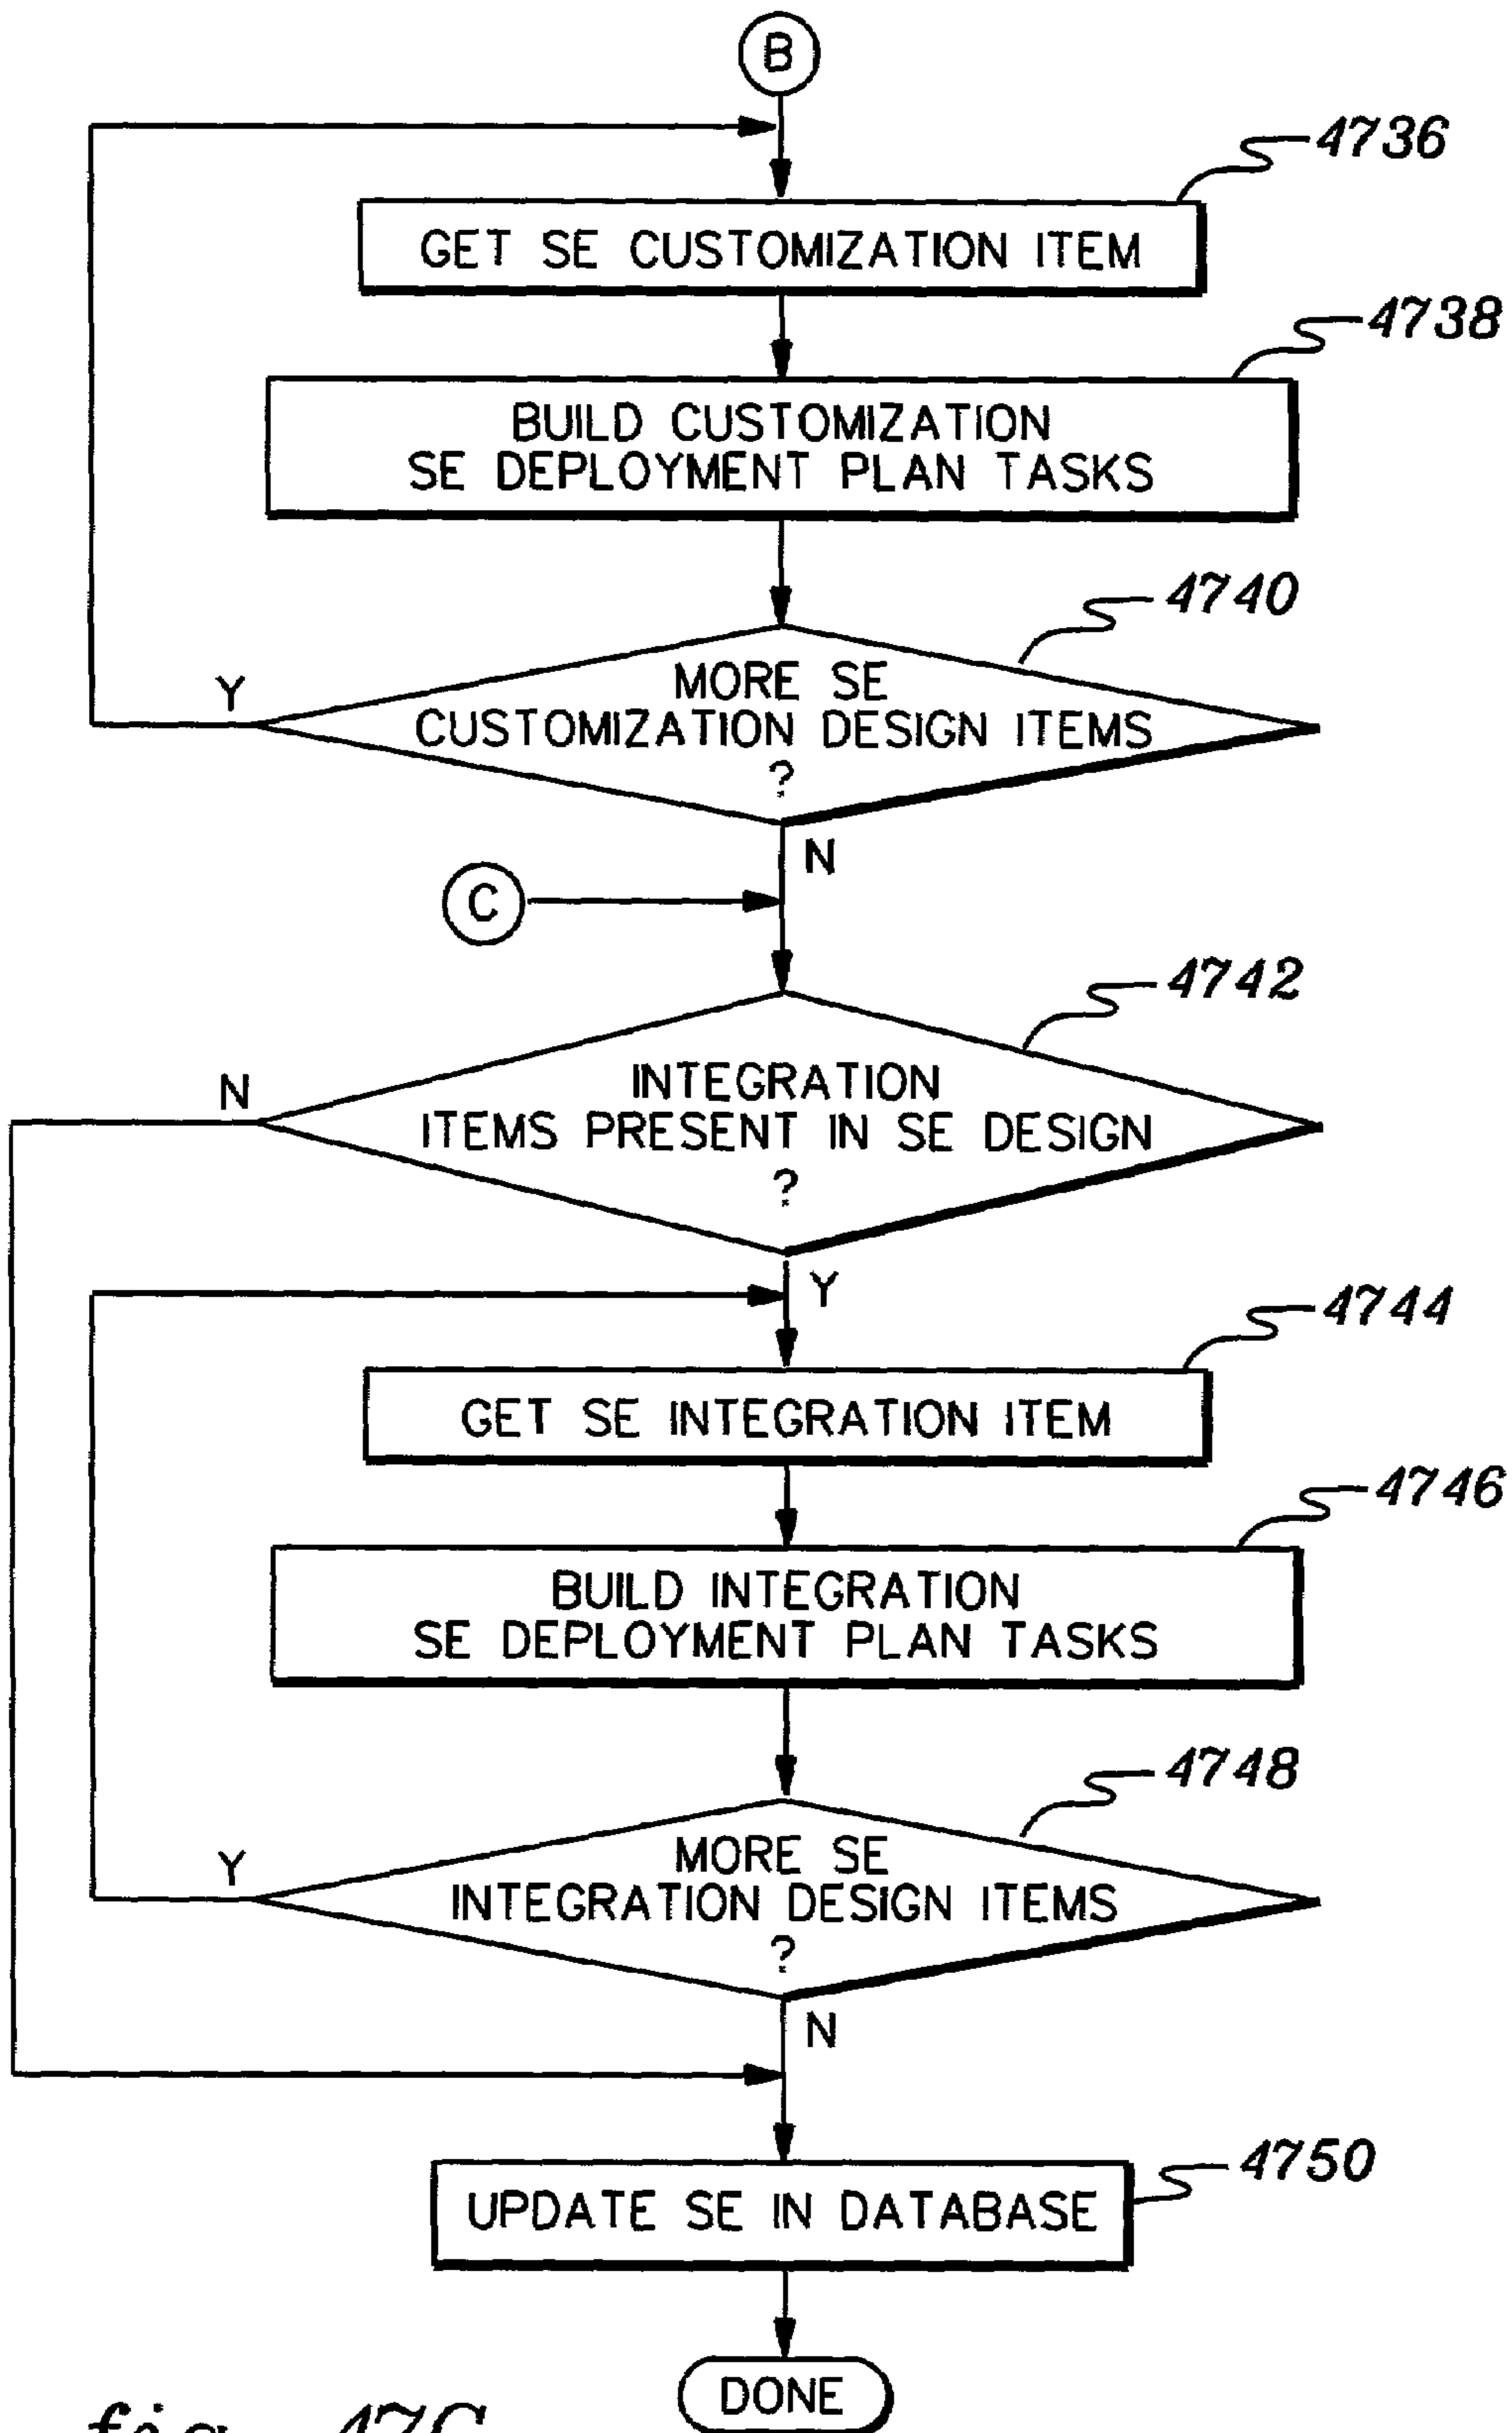 B
4736
GET SE CUSTOMIZATION ITEM
4738
BUILD CUSTOMIZATION
SE DEPLOYMENT PLAN TASKS
4740
MORE SE
Y
CUSTOMIZATION DESIGN ITEMS
?
N
C
4742
INTEGRATION
N
ITEMS PRESENT IN SE DESIGN
?
Y
4744
GET SE INTEGRATION ITEM
4746
BUILD INTEGRATION
SE DEPLOYMENT PLAN TASKS
4748
MORE SE
Y
INTEGRATION DESIGN ITEMS
?
N
4750
UPDATE SE IN DATABASE
DONE
fig. 47C